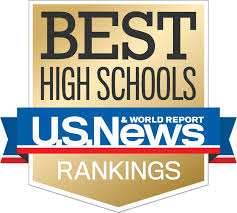 BEST
HIGH SCHOOLS
U.S.News
& WORLD REPORT
RANKINGS